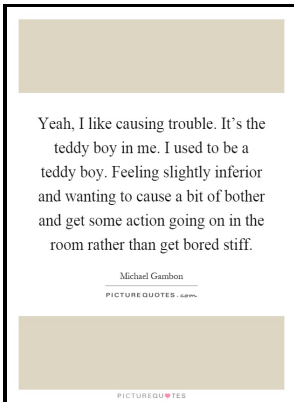 Yeah, I like causing trouble. It's the
teddy boy in me. I used to be a
teddy boy. Feeling slightly inferior
and wanting to cause a bit of bother
and get some action going on in the
room rather than get bored stiff.
Michael Gambon
PICTUREQUOTES.com
PICTUREQU♥TES